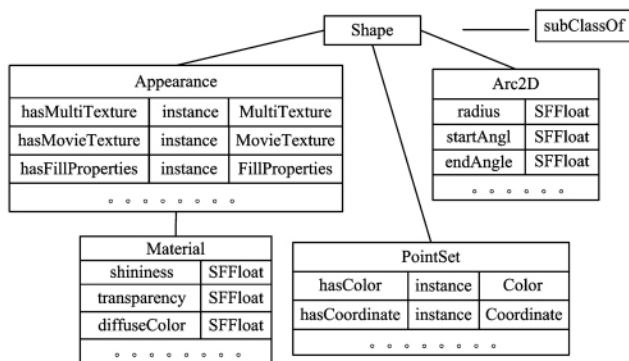 Shape
subClassOf
Appearance
hasMultiTexture instance MultiTexture
hasMovieTexture instance MovieTexture
hasFillProperties instance FillProperties
Arc2D
radius SFFloat
startAngl SFFloat
endAngle SFFloat
Material
shininess SFFloat
transparency SFFloat
diffuseColor SFFloat
PointSet
hasColor instance Color
hasCoordinate instance Coordinate